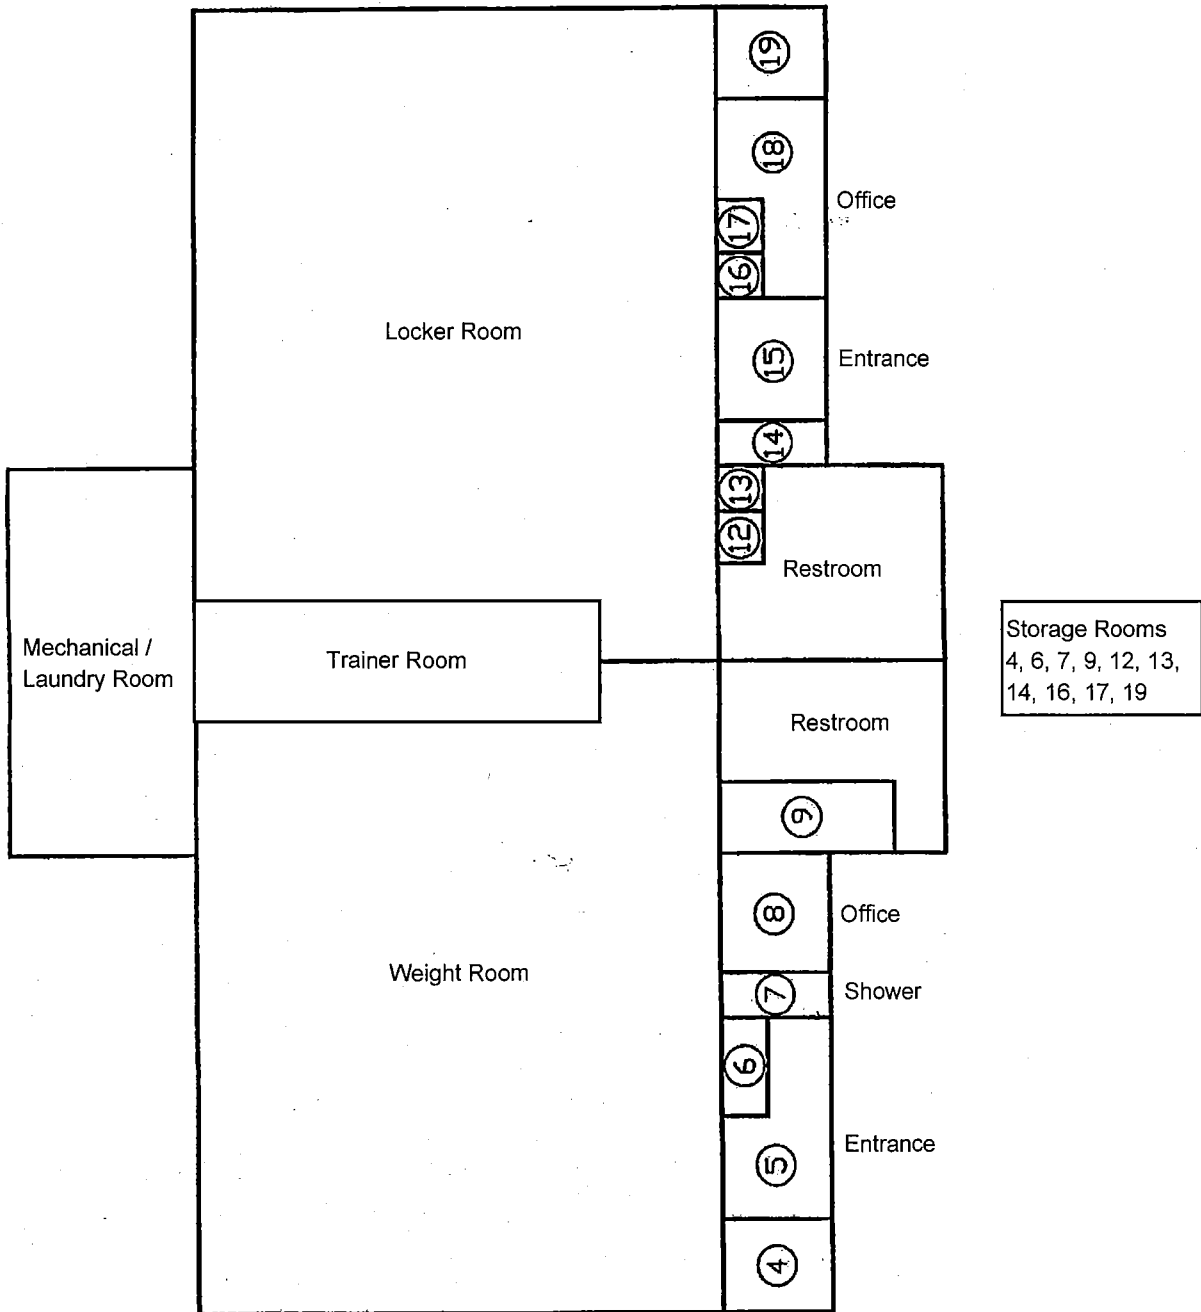 19
18
Office
17
16
Locker Room
15
Entrance
14
13
12
Restroom
Mechanical /
Laundry Room
Trainer Room
Storage Rooms
4, 6, 7, 9, 12, 13,
14, 16, 17, 19
Restroom
9
8
Office
Weight Room
7
Shower
6
5
Entrance
4